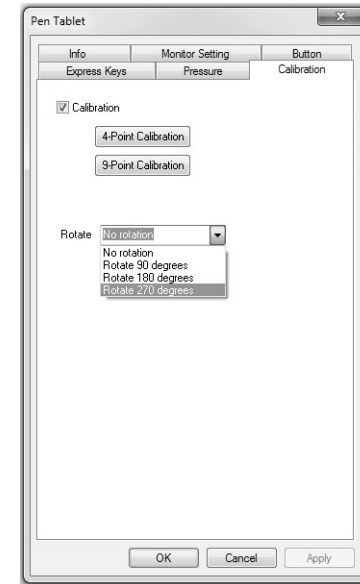 Pen Tablet
Info Monitor Setting Button
Express Keys Pressure Calibration
Calibration
4-Point Calibration
9-Point Calibration
Rotate No rotation
No rotation
Rotate 90 degrees
Rotate 180 degrees
Rotate 270 degrees
OK Cancel Apply